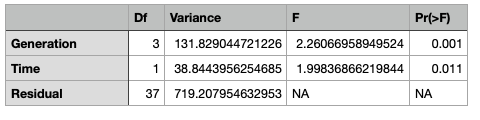 Df Variance F Pr(>F)
Generation 3 131.829044721226 2.26066958949524 0.001
Time 1 38.8443956254685 1.99836866219844 0.011
Residual 37 719.207954632953 NA NA